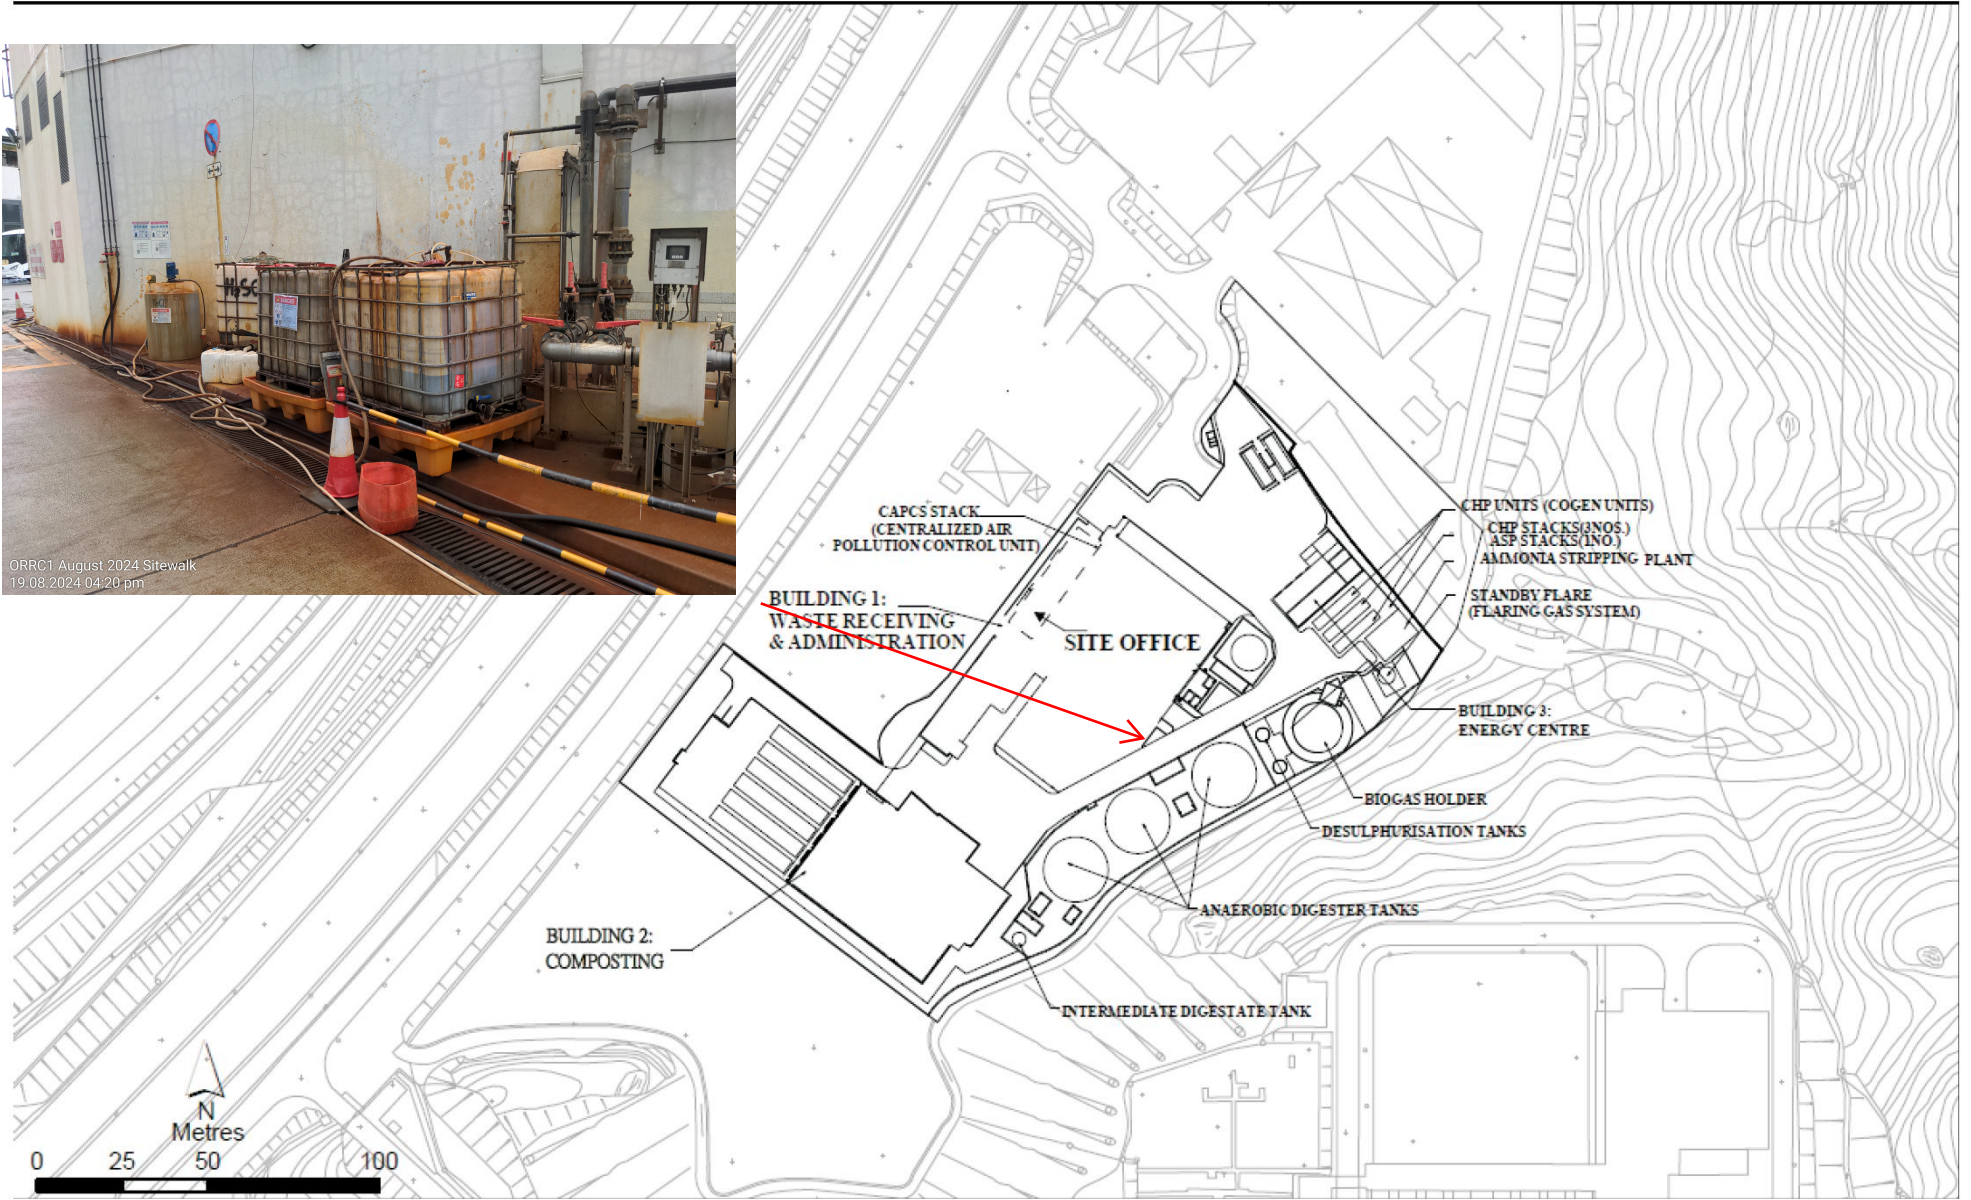 H₂SO
ORRC1 August 2024 Sitewalk
19.08.2024 04:20 pm
CAPCS STACK
(CENTRALIZED AIR
POLLUTION CONTROL UNIT)
BUILDING 1:
WASTE RECEIVING
& ADMINISTRATION
SITE OFFICE
CHP UNITS (COGEN UNITS)
CHP STACKS(3NOS.)
ASP STACKS(1NO.)
AMMONIA STRIPPING PLANT
STANDBY FLARE
(FLARING GAS SYSTEM)
BUILDING 3:
ENERGY CENTRE
BIOGAS HOLDER
DESULPHURISATION TANKS
ANAEROBIC DIGESTER TANKS
BUILDING 2:
COMPOSTING
INTERMEDIATE DIGESTATE TANK
N
Metres
0 25 50 100